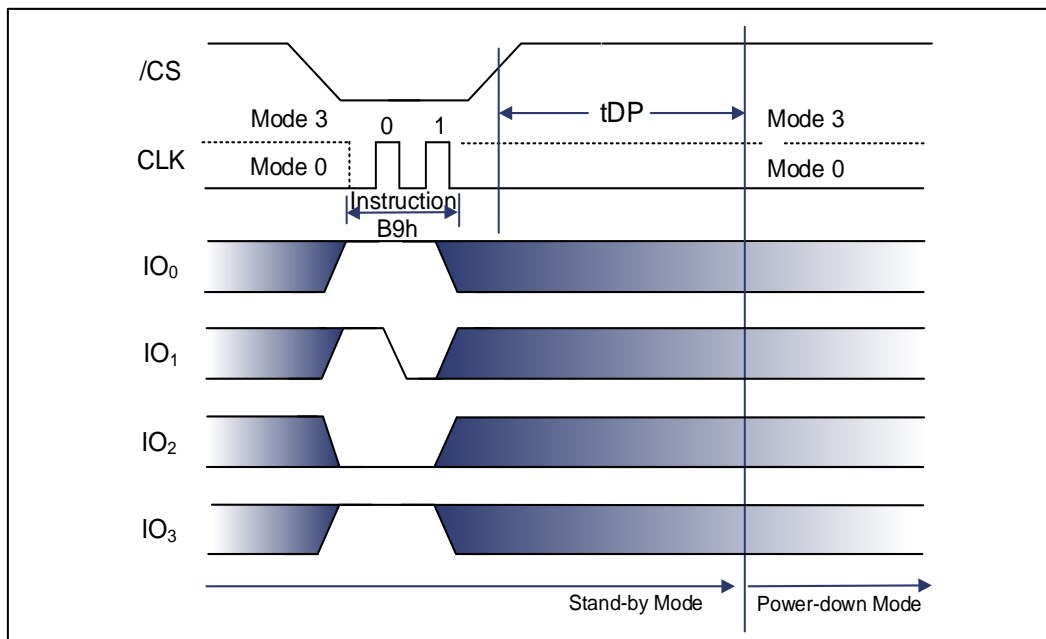 /CS
tDP
Mode 3 0 1 Mode 3
CLK
Mode 0 Mode 0
Instruction
B9h
IO0
IO1
IO2
IO3
Stand-by Mode Power-down Mode